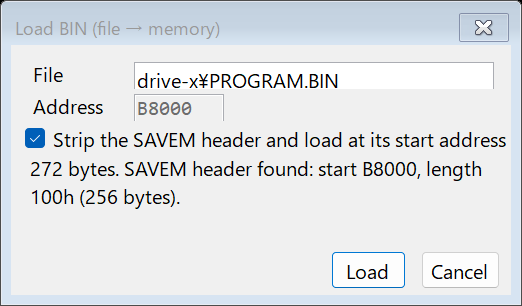 Load BIN (file → memory)
File
drive-x¥PROGRAM.BIN
Address
B8000
Strip the SAVEM header and load at its start address
272 bytes. SAVEM header found: start B8000, length
100h (256 bytes).
Load
Cancel